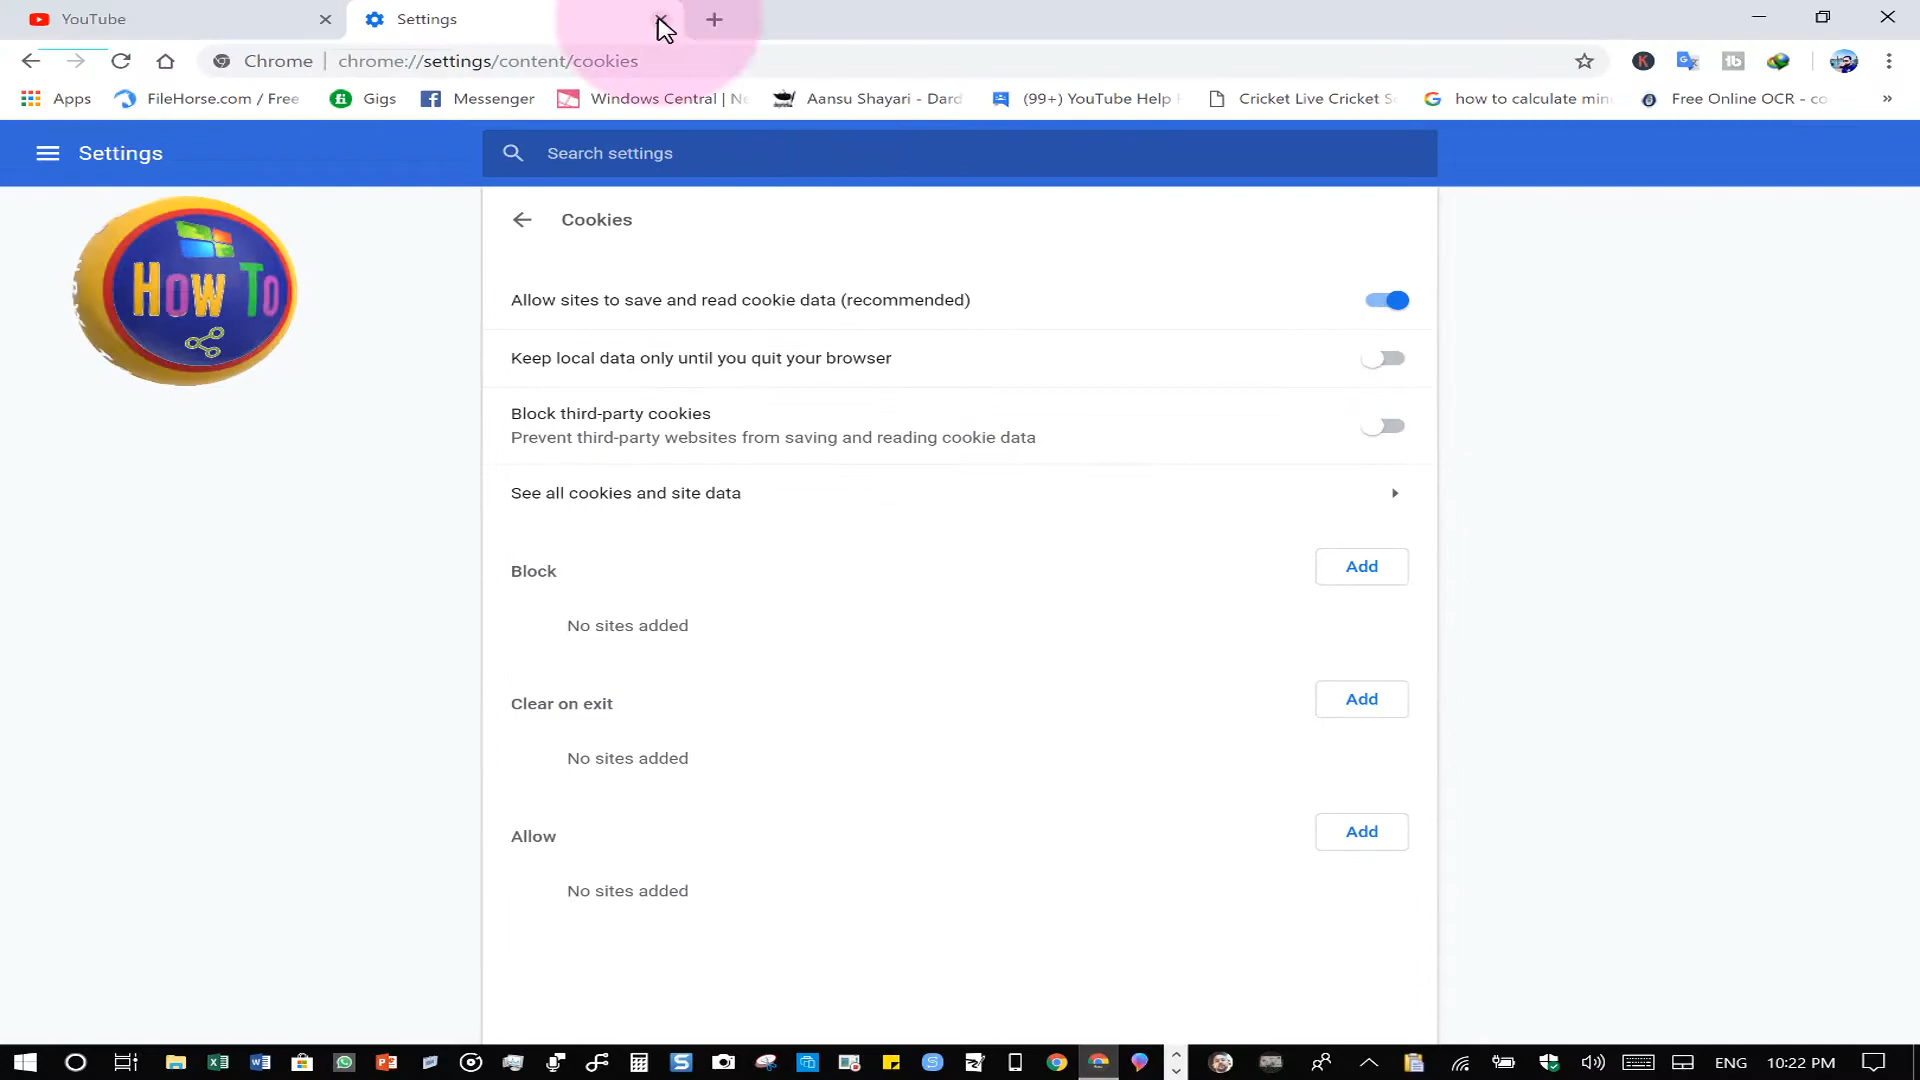 YouTube
Settings
Chrome | chrome://settings/content/cookies
Apps
FileHorse.com / Free
Gigs
Messenger
Windows Central | Ne
Aansu Shayari - Dard
(99+) YouTube Help
Cricket Live Cricket Sc
how to calculate min
Free Online OCR - co
»
Settings
Search settings
How To
Cookies
Allow sites to save and read cookie data (recommended)
Keep local data only until you quit your browser
Block third-party cookies
Prevent third-party websites from saving and reading cookie data
See all cookies and site data
Block
Add
No sites added
Clear on exit
Add
No sites added
Allow
Add
No sites added
ENG
10:22 PM